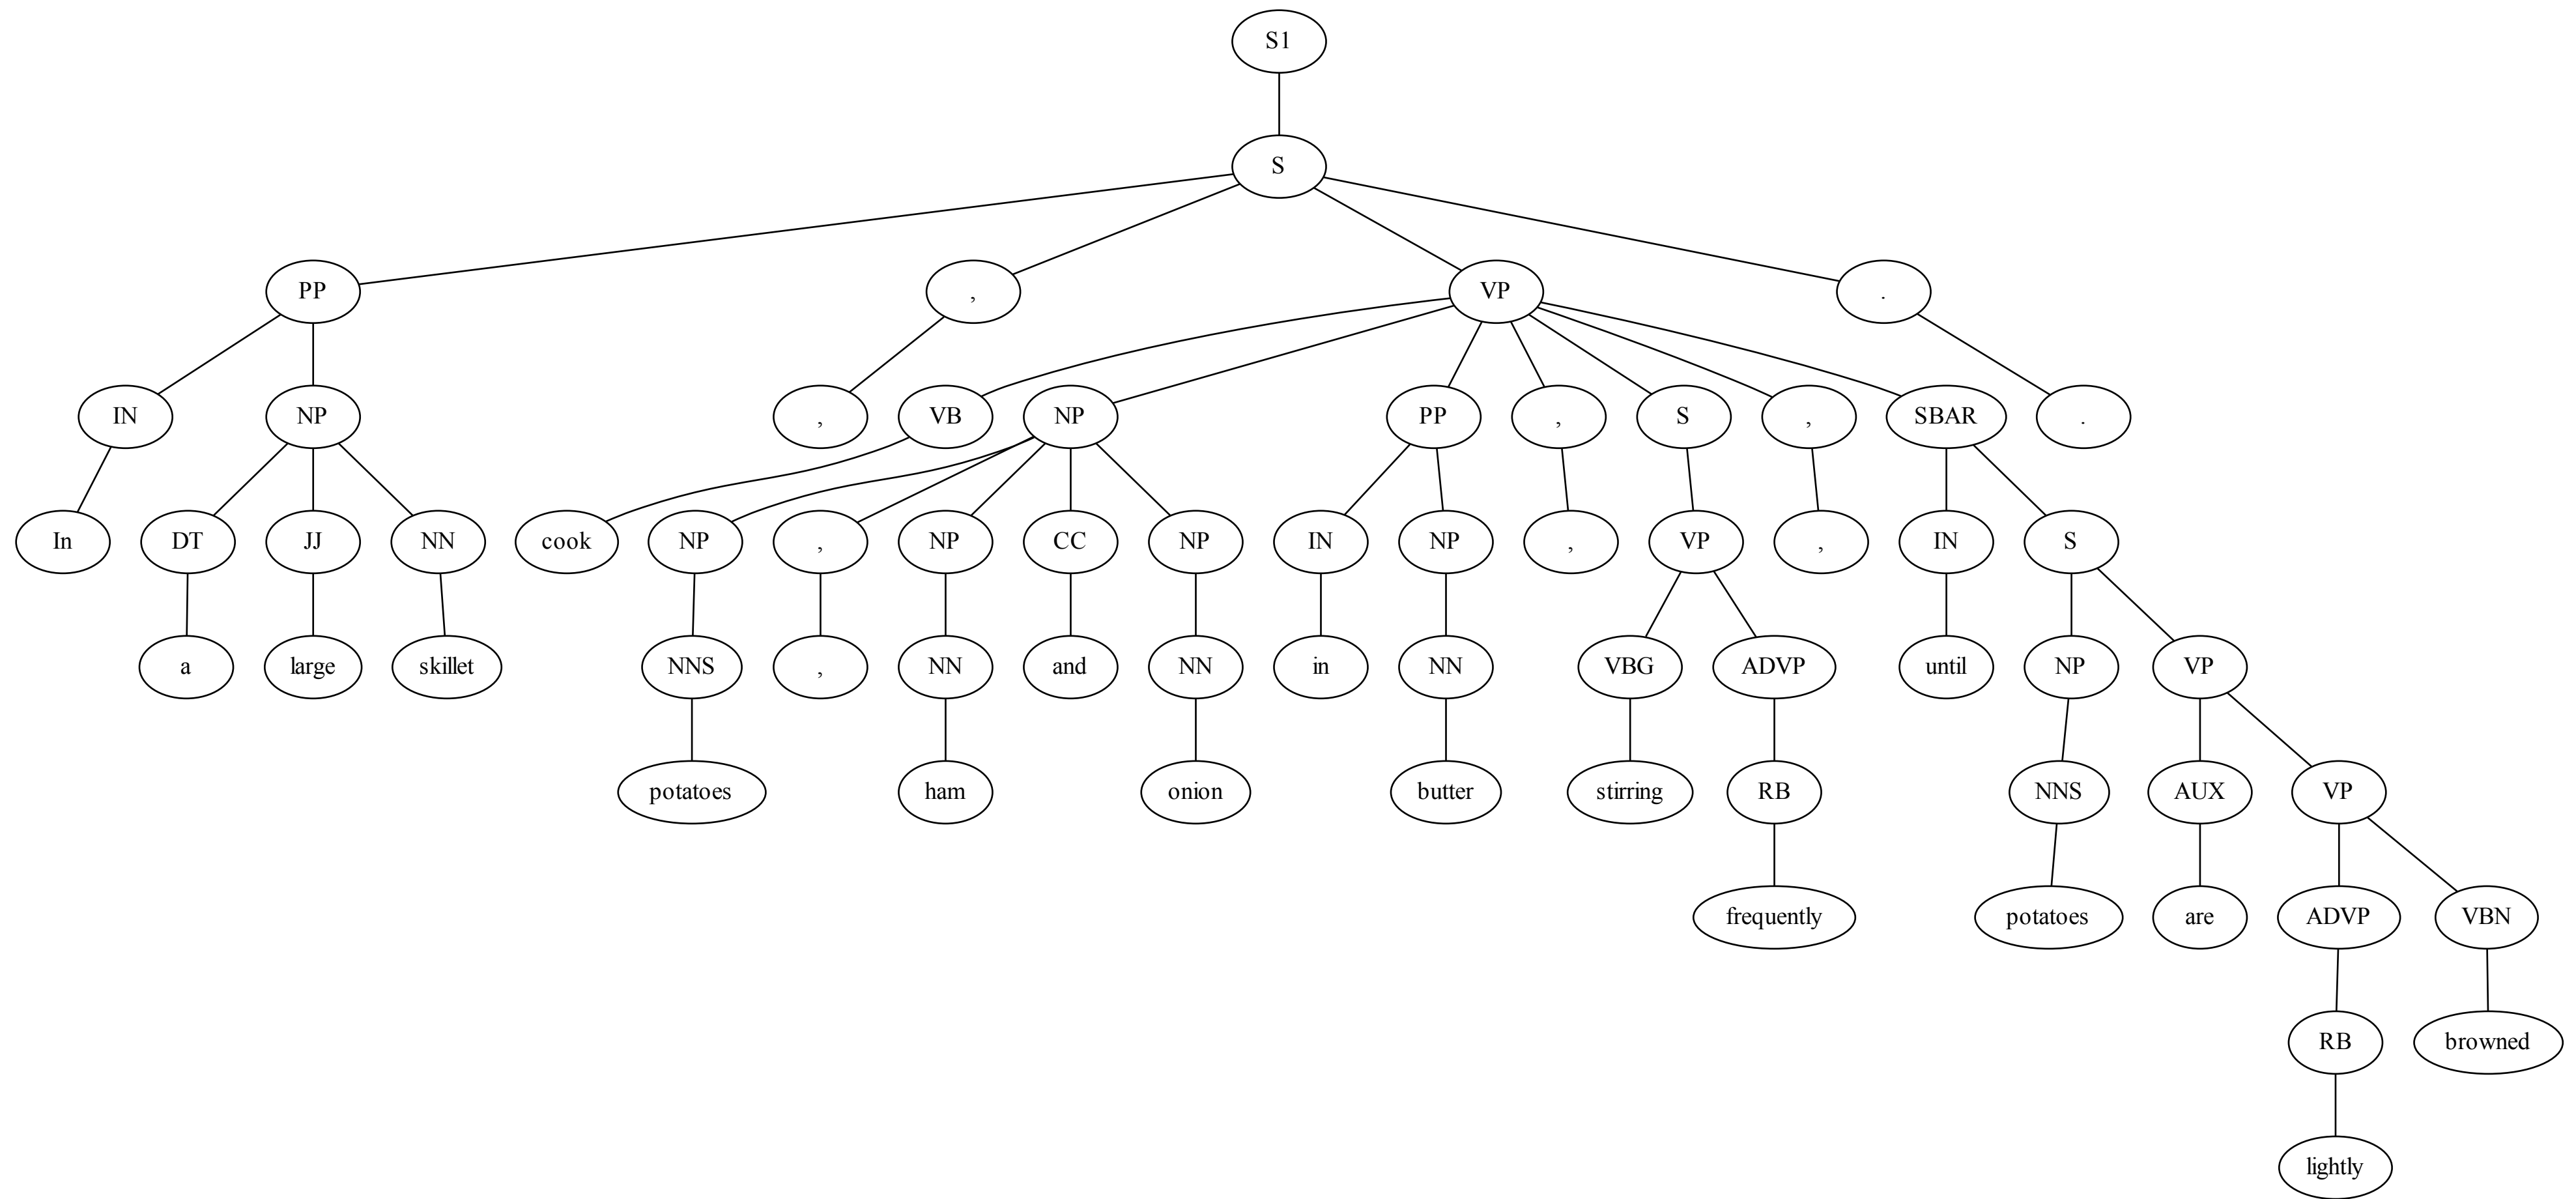 S1
S
PP , VP .
IN NP , VB NP PP , S , SBAR .
In DT JJ NN cook NP , NP CC NP IN NP , VP , IN S
a large skillet NNS , NN and NN in NN VBG ADVP until NP VP
potatoes ham onion butter stirring RB NNS AUX VP
frequently potatoes are ADVP VBN
RB browned
lightly